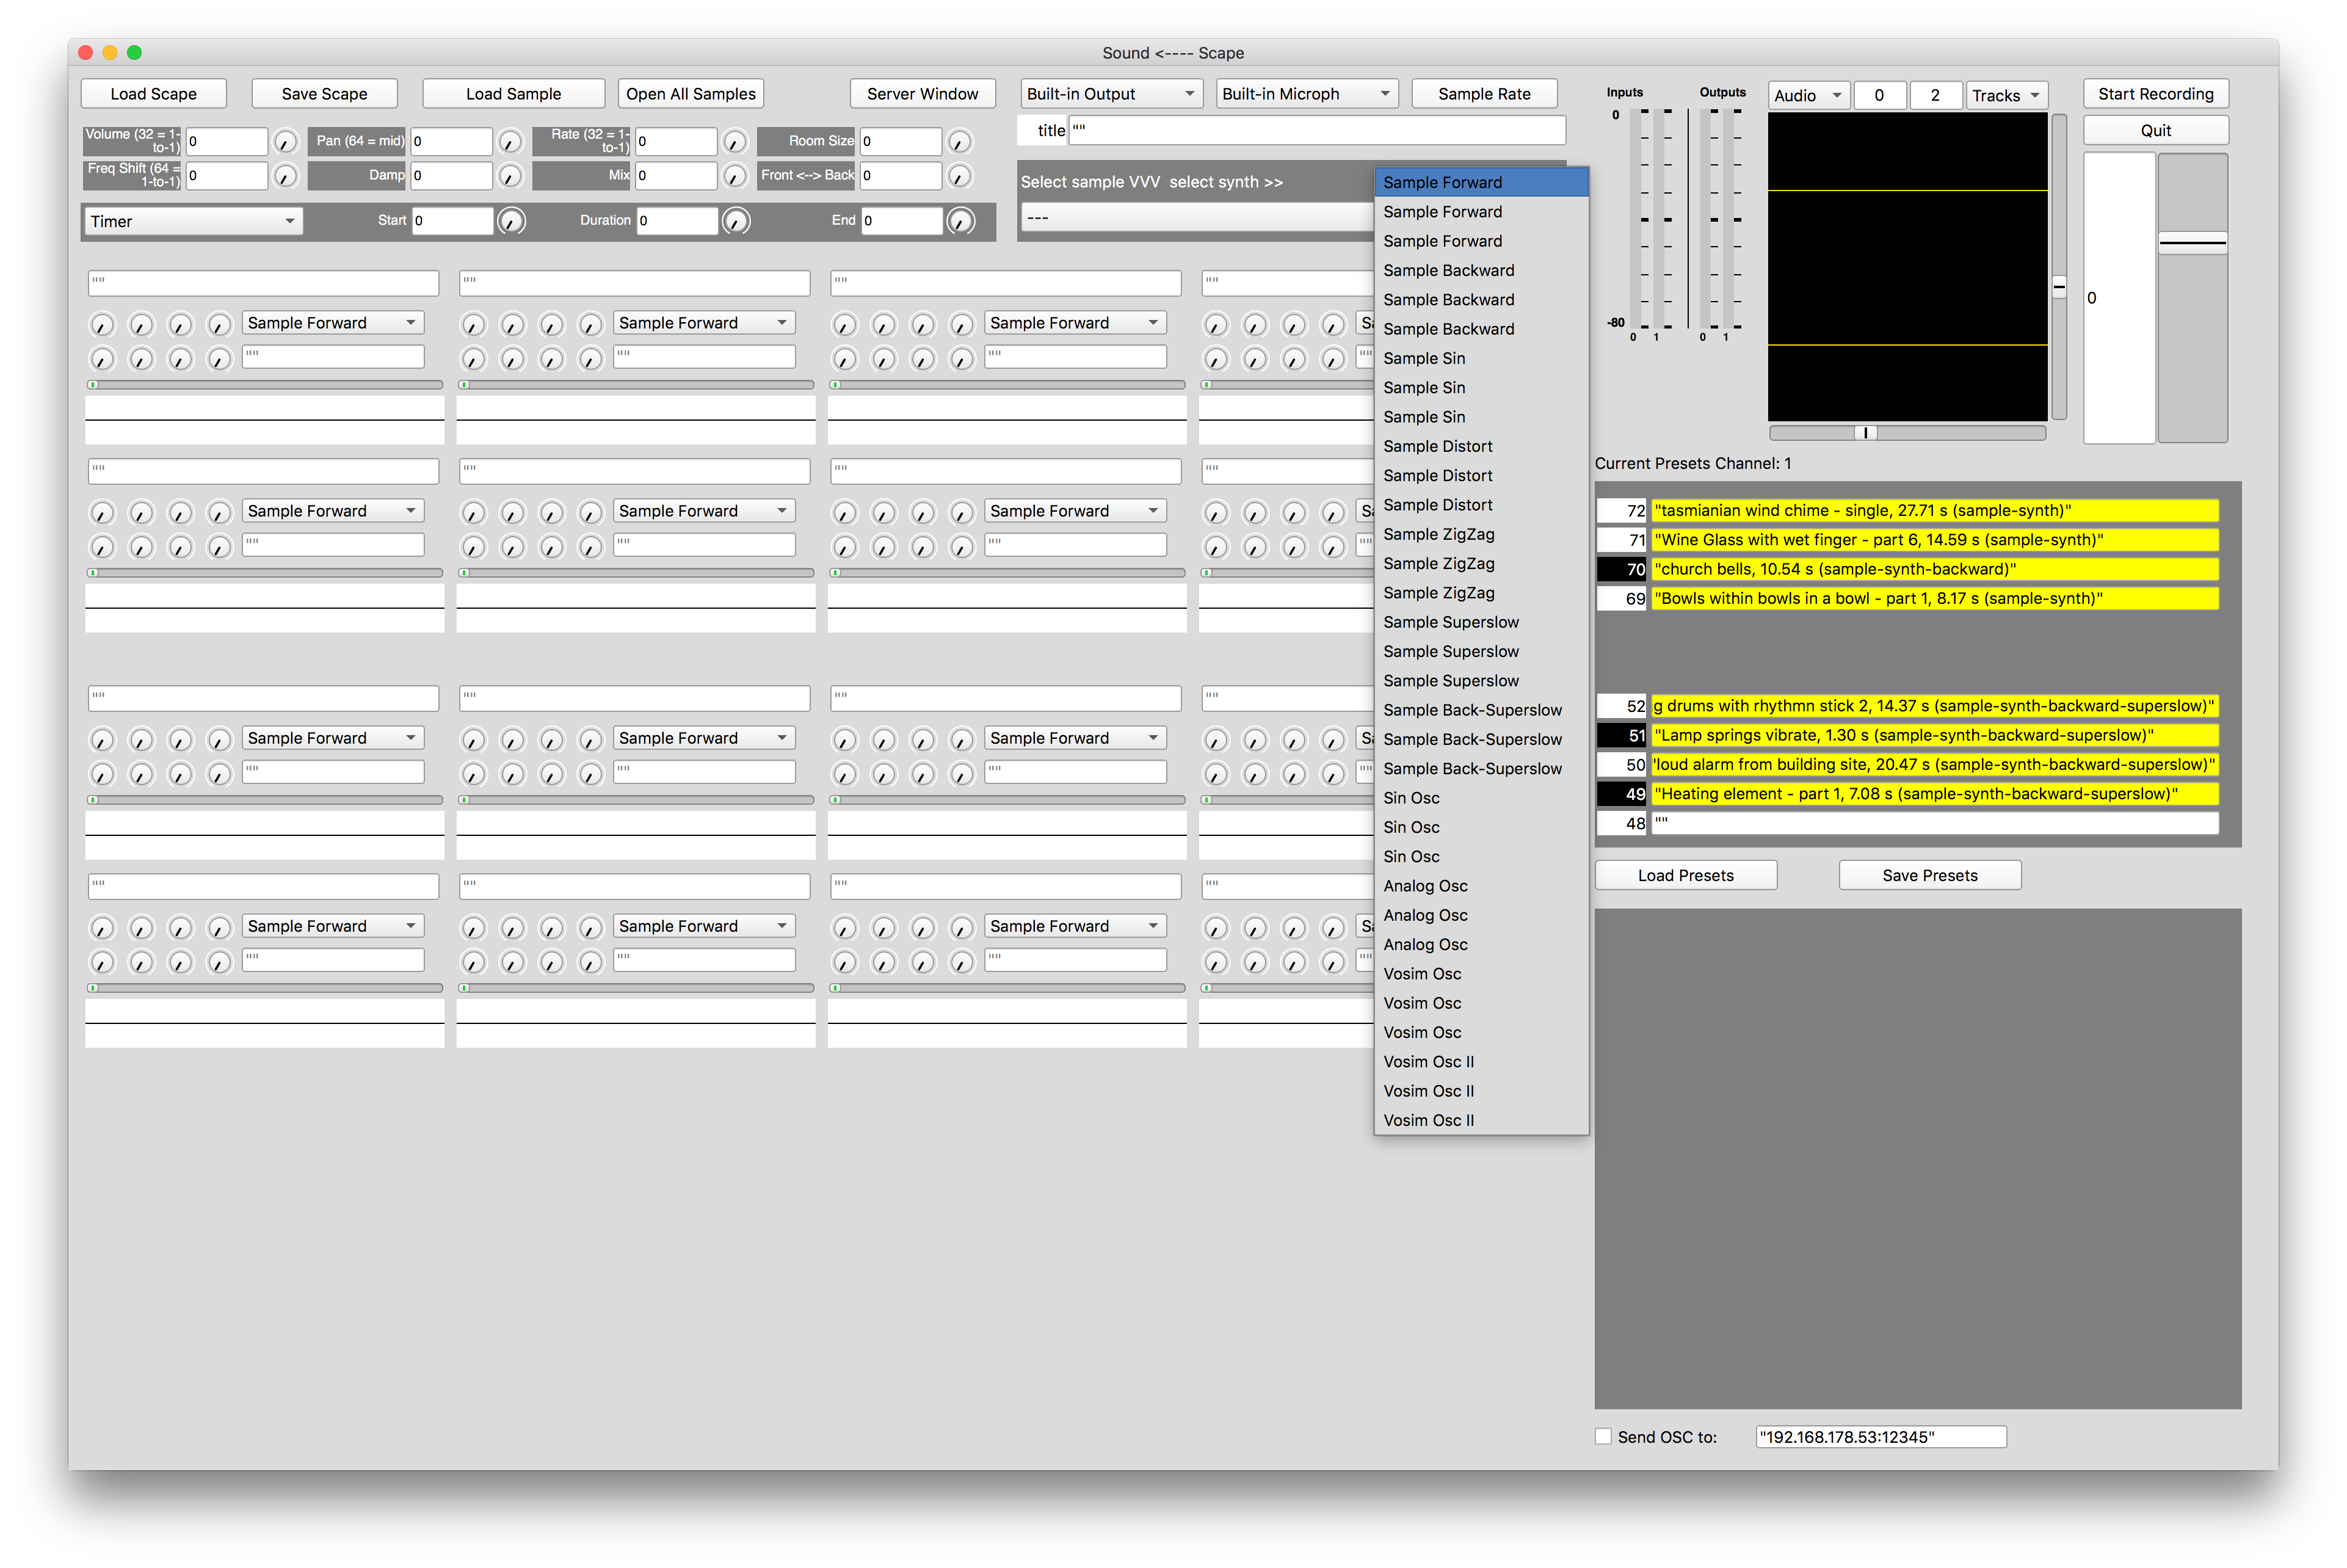 Sound <---- Scape
Load Scape Save Scape Load Sample Open All Samples Server Window Built-in Output Built-in Microph Sample Rate
Inputs Outputs Audio 0 2 Tracks Start Recording
Quit
title ""
Volume (32 = 1-to-1) 0 Pan (64 = mid) 0 Rate (32 = 1-to-1) 0 Room Size 0
Freq Shift (64 = 1-to-1) 0 Damp 0 Mix 0 Front <--> Back 0
Timer Start 0 Duration 0 End 0
Select sample VVV select synth >>
---
Sample Forward
Sample Forward
Sample Forward
Sample Backward
Sample Backward
Sample Backward
Sample Sin
Sample Sin
Sample Sin
Sample Distort
Sample Distort
Sample Distort
Sample ZigZag
Sample ZigZag
Sample ZigZag
Sample Superslow
Sample Superslow
Sample Superslow
Sample Back-Superslow
Sample Back-Superslow
Sample Back-Superslow
Sin Osc
Sin Osc
Sin Osc
Analog Osc
Analog Osc
Analog Osc
Vosim Osc
Vosim Osc
Vosim Osc
Vosim Osc II
Vosim Osc II
Vosim Osc II
"" "" "" ""
Sample Forward Sample Forward Sample Forward Sa
"" "" "" ""
"" "" "" ""
Sample Forward Sample Forward Sample Forward Sa
"" "" "" ""
"" "" "" ""
Sample Forward Sample Forward Sample Forward Sa
"" "" "" ""
"" "" "" ""
Sample Forward Sample Forward Sample Forward Sa
"" "" "" ""
0
-80
0 1 0 1
0
Current Presets Channel: 1
72 "tasmianian wind chime - single, 27.71 s (sample-synth)"
71 "Wine Glass with wet finger - part 6, 14.59 s (sample-synth)"
70 "church bells, 10.54 s (sample-synth-backward)"
69 "Bowls within bowls in a bowl - part 1, 8.17 s (sample-synth)"
52 g drums with rhythmn stick 2, 14.37 s (sample-synth-backward-superslow)"
51 "Lamp springs vibrate, 1.30 s (sample-synth-backward-superslow)"
50 'loud alarm from building site, 20.47 s (sample-synth-backward-superslow)"
49 "Heating element - part 1, 7.08 s (sample-synth-backward-superslow)"
48 ""
Load Presets Save Presets
Send OSC to: "192.168.178.53:12345"